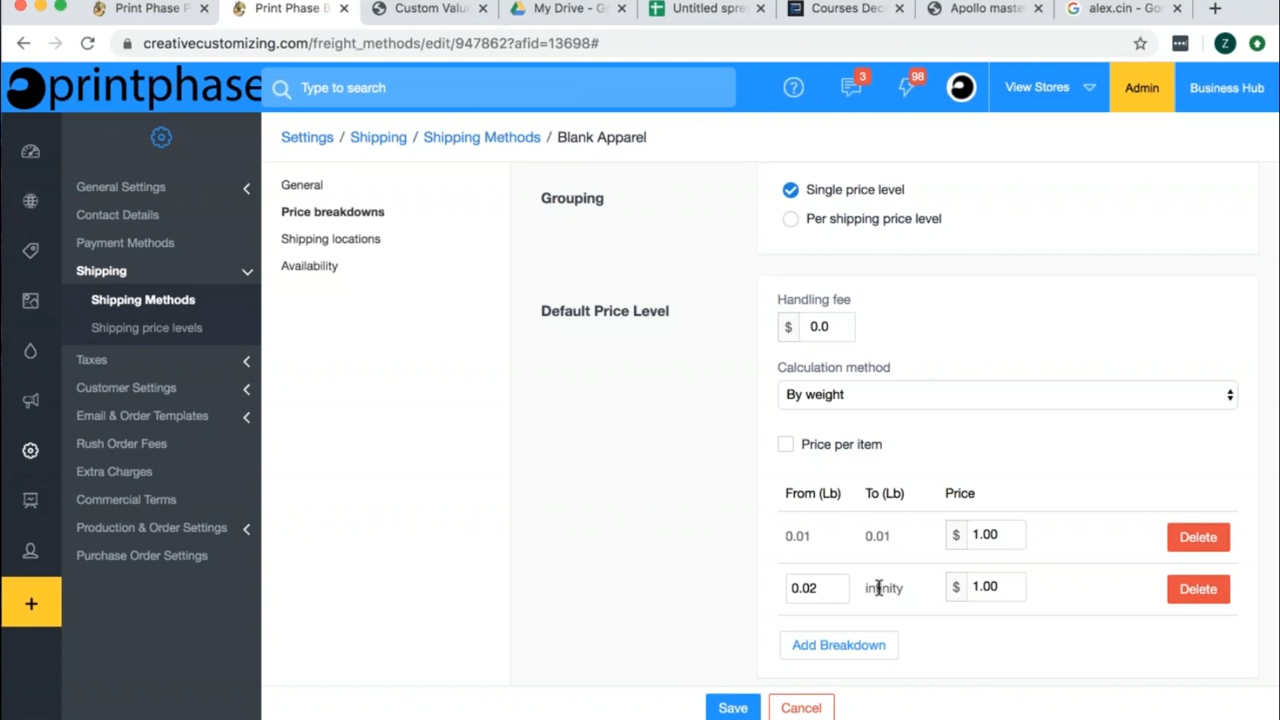 Print Phase P
Print Phase E
Custom Valu
My Drive - Go
Untitled spre
Courses Dec
Apollo maste
alex.cin - Goo
creativecustomizing.com/freight_methods/edit/947862?afid=13698#
Z
printphase
Type to search
3
98
View Stores
Admin
Business Hub
Settings / Shipping / Shipping Methods / Blank Apparel
General Settings
Contact Details
Payment Methods
Shipping
Shipping Methods
Shipping price levels
Taxes
Customer Settings
Email & Order Templates
Rush Order Fees
Extra Charges
Commercial Terms
Production & Order Settings
Purchase Order Settings
General
Price breakdowns
Shipping locations
Availability
Grouping
Single price level
Per shipping price level
Default Price Level
Handling fee
$ 0.0
Calculation method
By weight
Price per item
From (Lb) To (Lb) Price
0.01 0.01 $ 1.00 Delete
0.02 infinity $ 1.00 Delete
Add Breakdown
Save Cancel